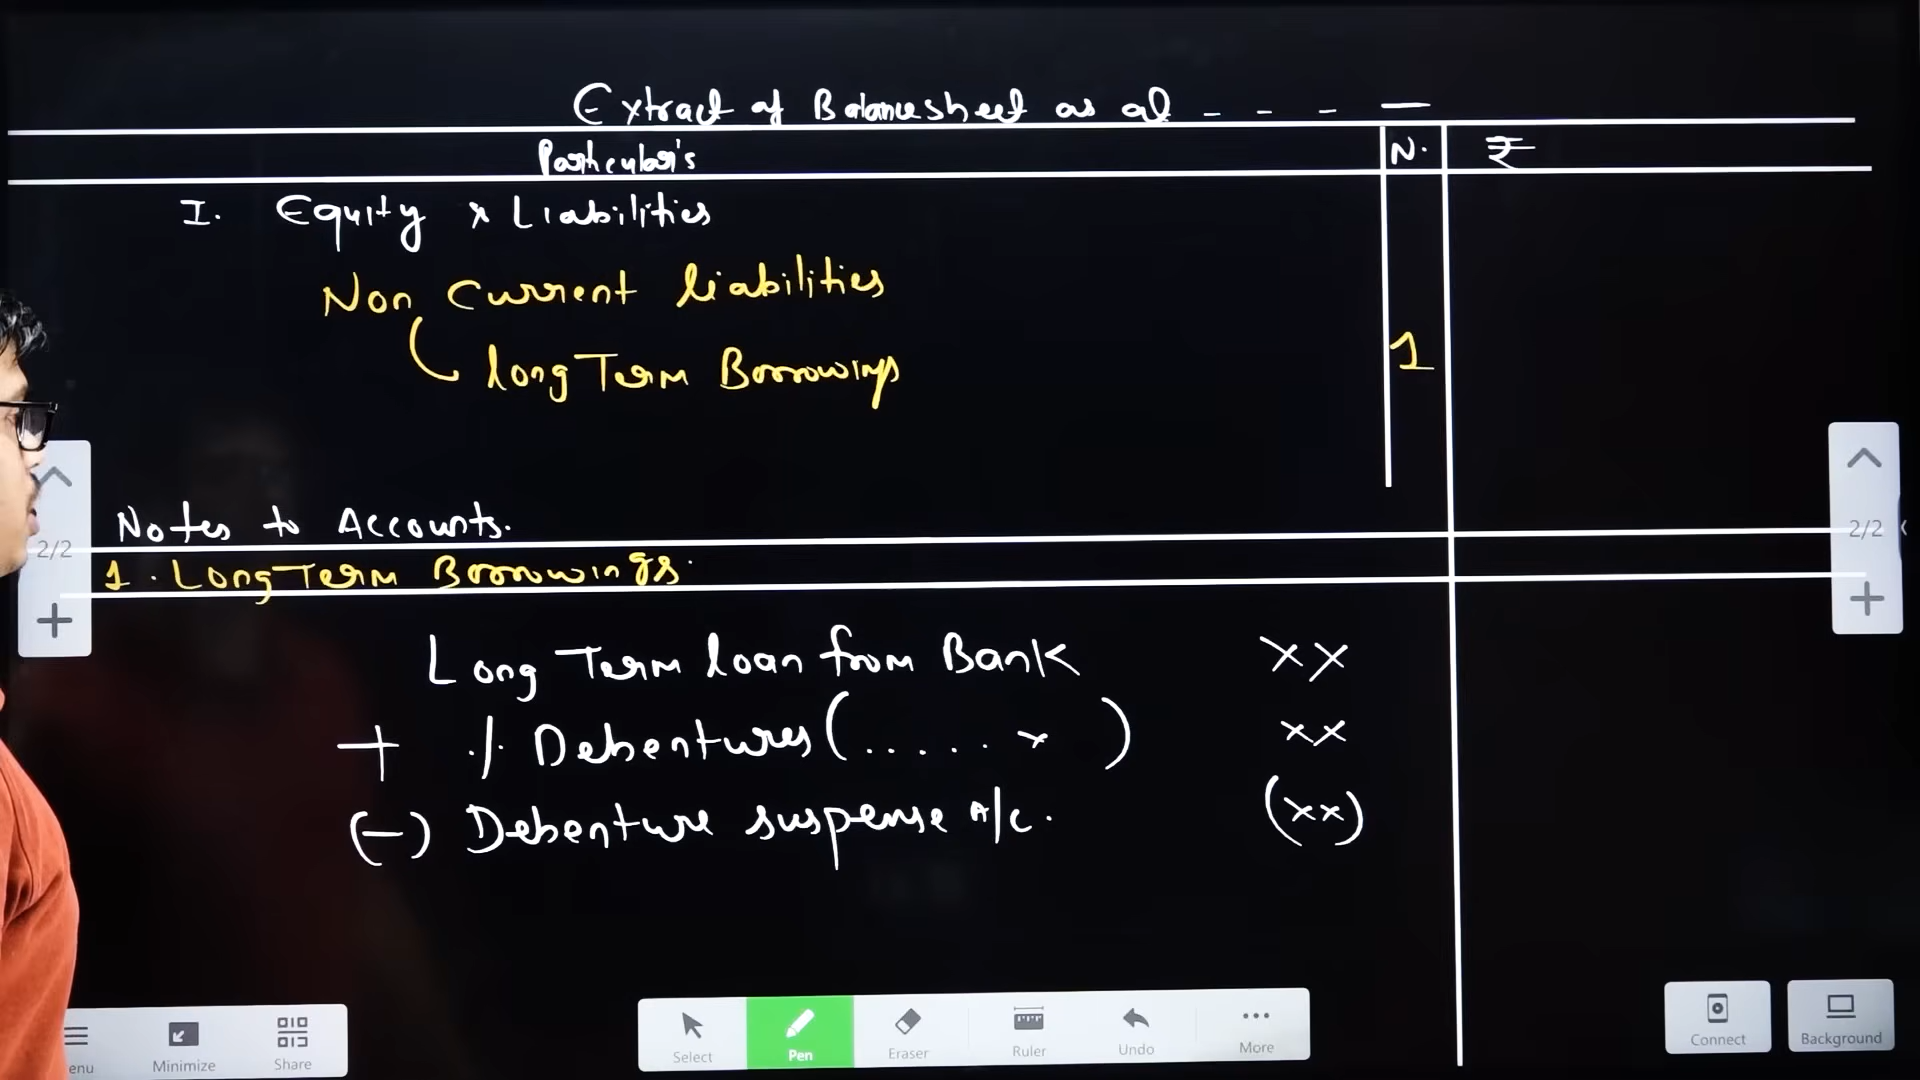 Extract of Balancesheet as at - - - —
Particular's N. ₹
I. Equity & Liabilities
Non Current liabilities
Long Term Borrowings 1
Notes to Accounts.
1. Long Term Borrowings.
Long Term loan from Bank xx
+ % Debentures (..... x ) xx
(-) Debenture suspense A/c. (xx)
2/2
2/2
enu Minimize Share
Select Pen Eraser Ruler Undo More
Connect Background